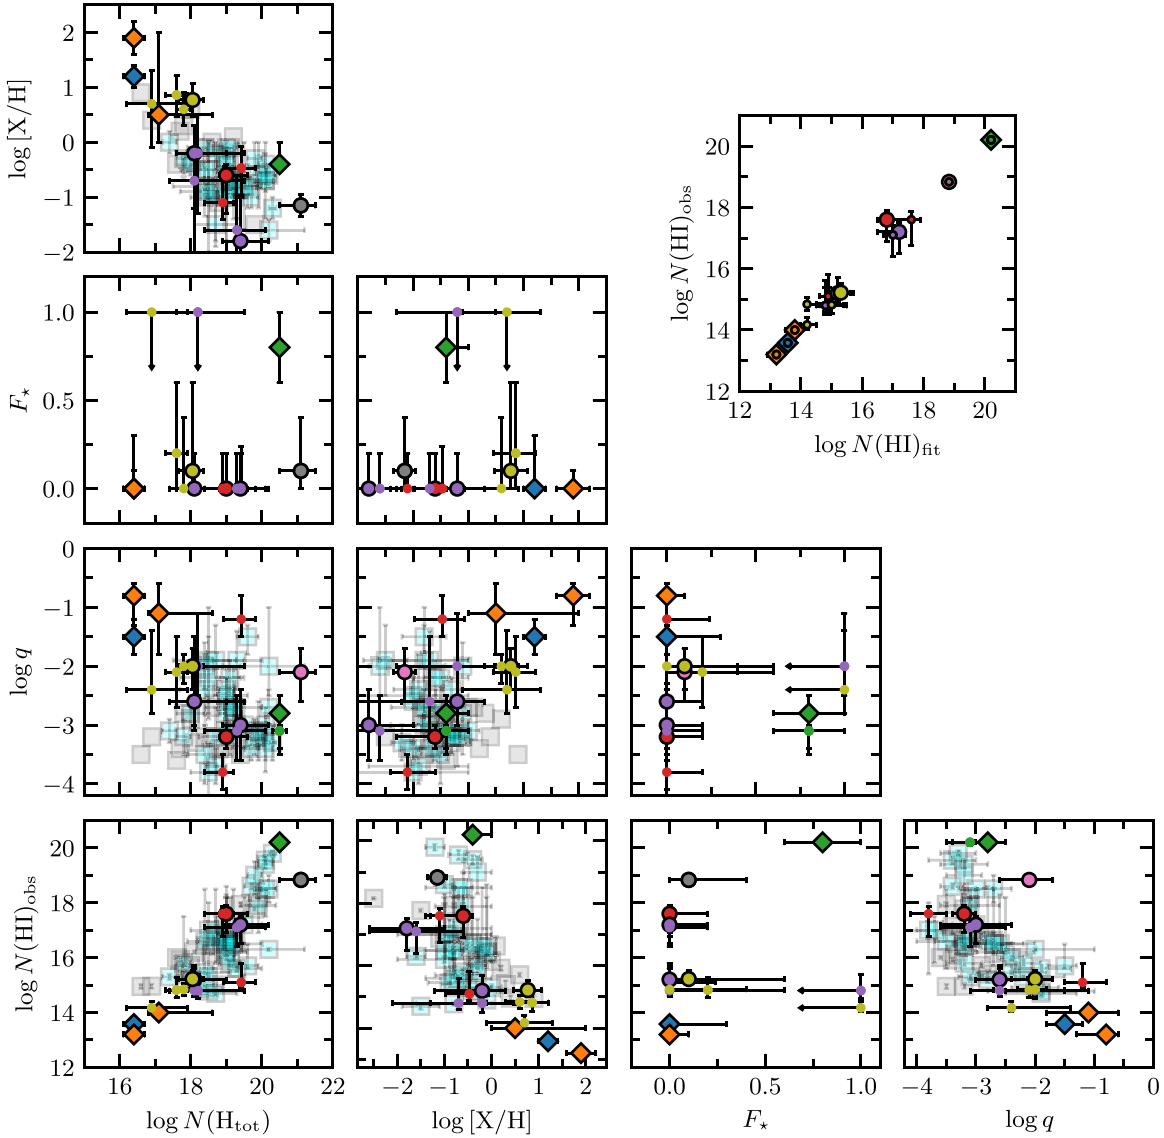 2
1
0
−1
−2
log [X/H]
20
18
16
14
12
log N(HI)obs
12 14 16 18 20
log N(HI)fit
1.0
0.5
0.0
F⋆
0
−1
−2
−3
−4
log q
20
18
16
14
12
log N(HI)obs
16 18 20 22
log N(Htot)
−2 −1 0 1 2
log [X/H]
0.0 0.5 1.0
F⋆
−4 −3 −2 −1 0
log q